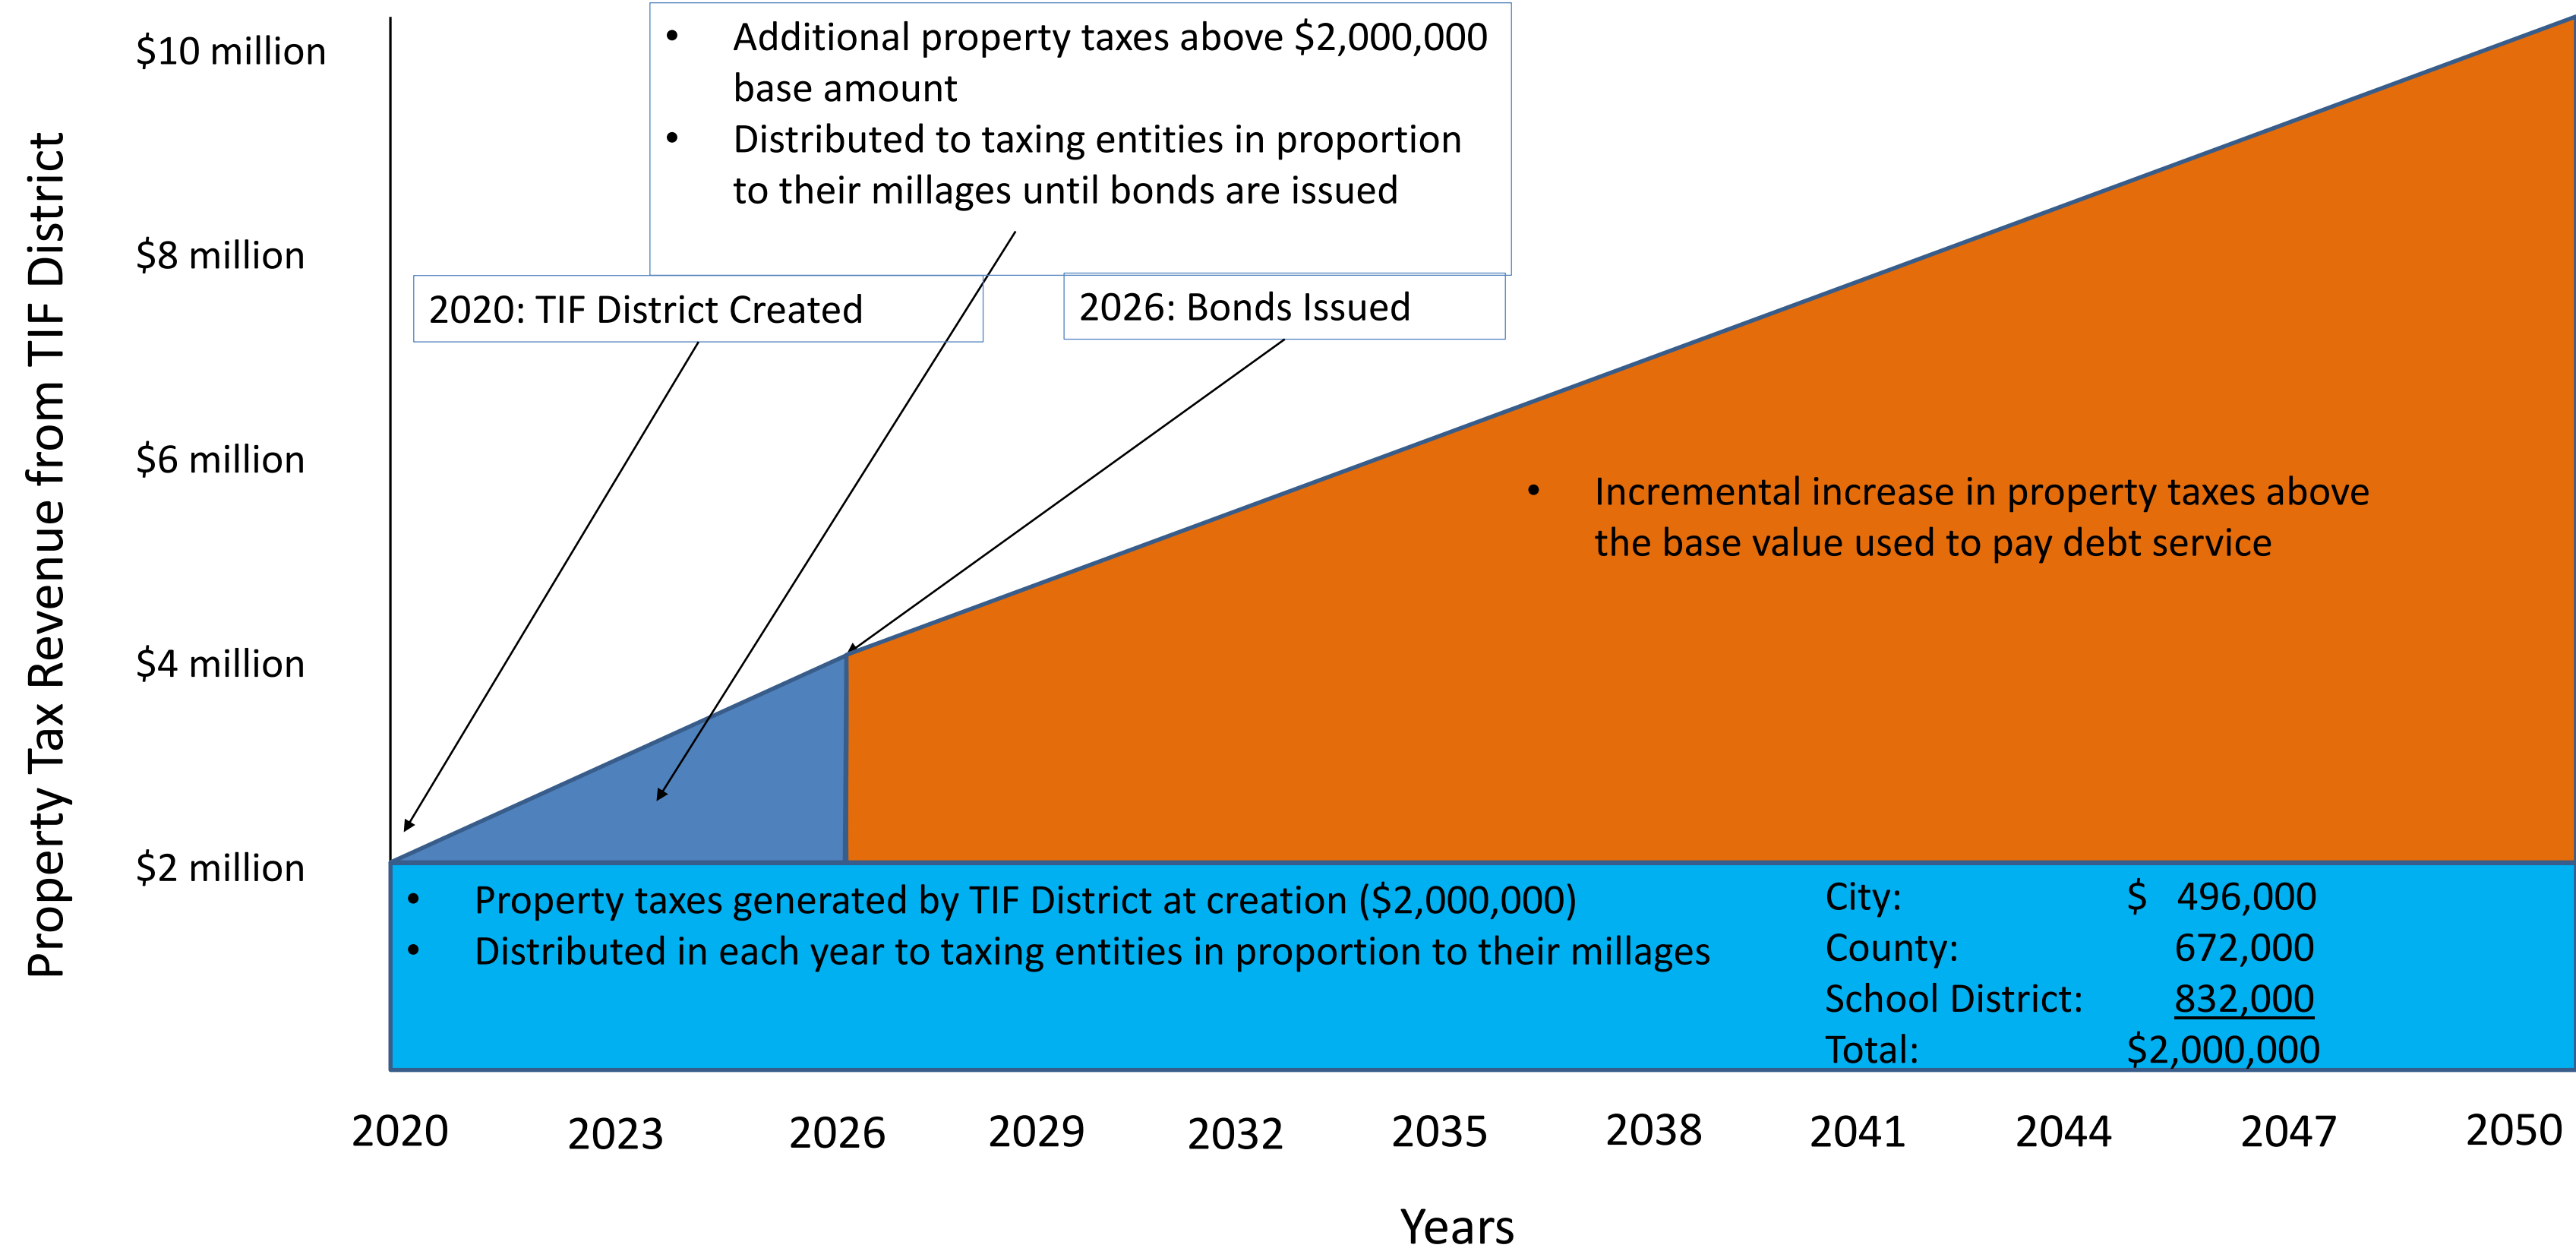 Property Tax Revenue from TIF District
$10 million
$8 million
$6 million
$4 million
$2 million
• Additional property taxes above $2,000,000
base amount
• Distributed to taxing entities in proportion
to their millages until bonds are issued
2020: TIF District Created
2026: Bonds Issued
• Incremental increase in property taxes above
the base value used to pay debt service
• Property taxes generated by TIF District at creation ($2,000,000)
• Distributed in each year to taxing entities in proportion to their millages
City: $ 496,000
County: 672,000
School District: 832,000
Total: $2,000,000
2020 2023 2026 2029 2032 2035 2038 2041 2044 2047 2050
Years